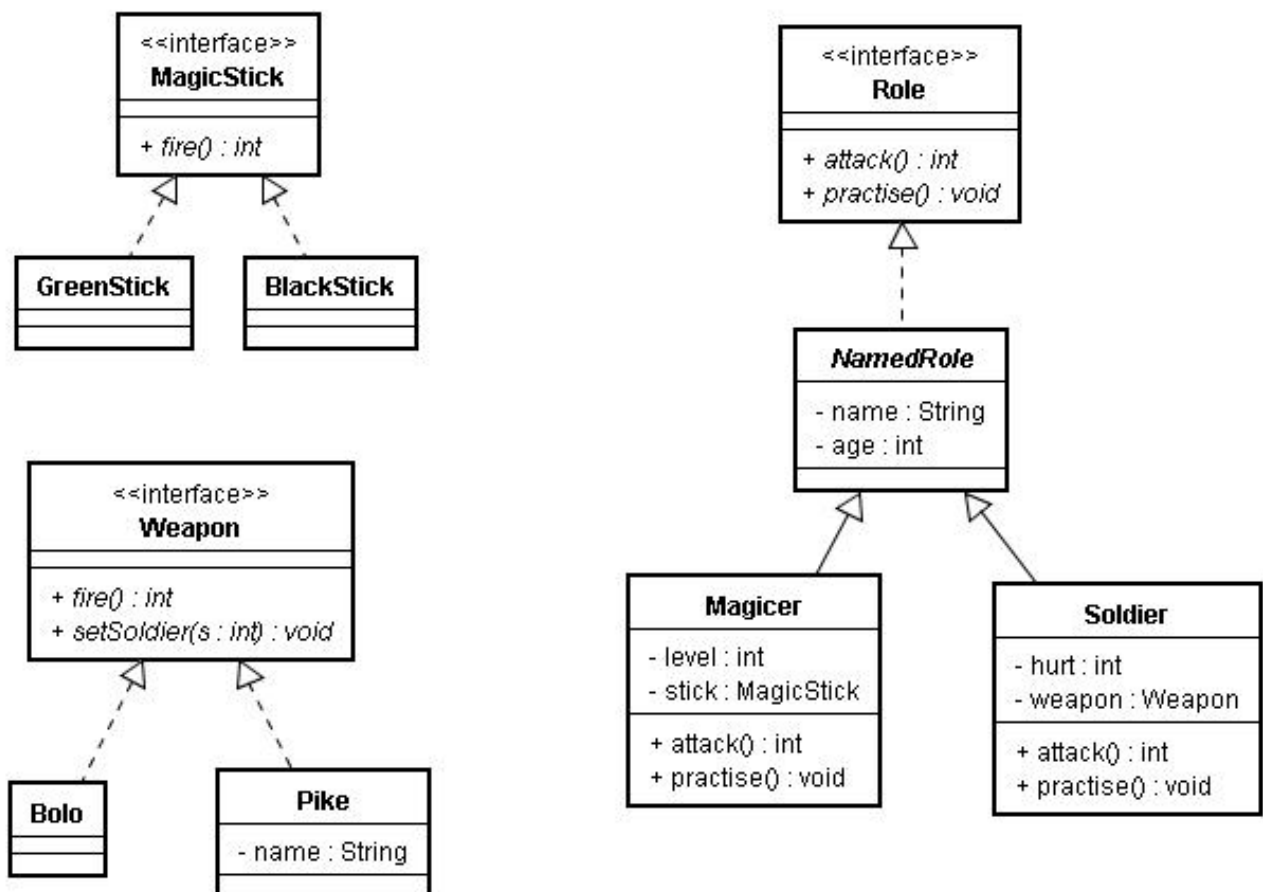 <<interface>>
MagicStick
+ fire() : int
GreenStick
BlackStick
<<interface>>
Weapon
+ fire() : int
+ setSoldier(s : int) : void
Bolo
Pike
- name : String
<<interface>>
Role
+ attack() : int
+ practise() : void
NamedRole
- name : String
- age : int
Magicer
- level : int
- stick : MagicStick
+ attack() : int
+ practise() : void
Soldier
- hurt : int
- weapon : Weapon
+ attack() : int
+ practise() : void